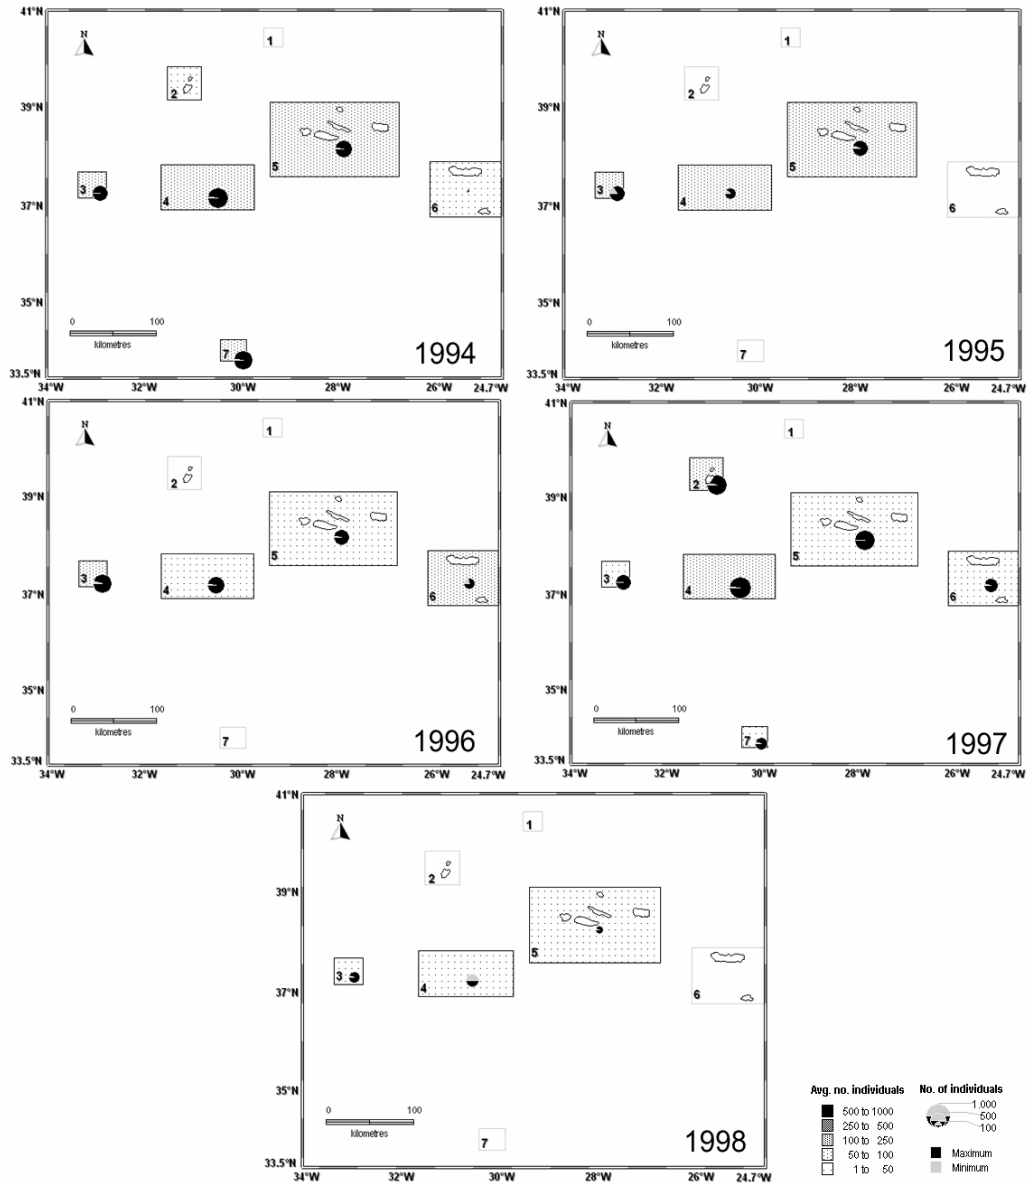 41°N
N
1
2
39°N
5
3
4
37°N
6
35°N
0 100
kilometres
7
1994
33.5°N
34°W 32°W 30°W 28°W 26°W 24.7°W
41°N
N
1
2
39°N
5
3
4
37°N
6
35°N
0 100
kilometres
7
1995
33.5°N
34°W 32°W 30°W 28°W 26°W 24.7°W
41°N
N
1
2
39°N
5
3
4
37°N
6
35°N
0 100
kilometres
7
1996
33.5°N
34°W 32°W 30°W 28°W 26°W 24.7°W
41°N
N
1
2
39°N
5
3
4
37°N
6
35°N
0 100
kilometres
7
1997
33.5°N
34°W 32°W 30°W 28°W 26°W 24.7°W
41°N
N
1
2
39°N
5
3
4
37°N
6
35°N
0 100
kilometres
7
1998
33.5°N
34°W 32°W 30°W 28°W 26°W 24.7°W
Avg. no. individuals
500 to 1000
250 to 500
100 to 250
50 to 100
1 to 50
No. of individuals
1,000
500
100
Maximum
Minimum